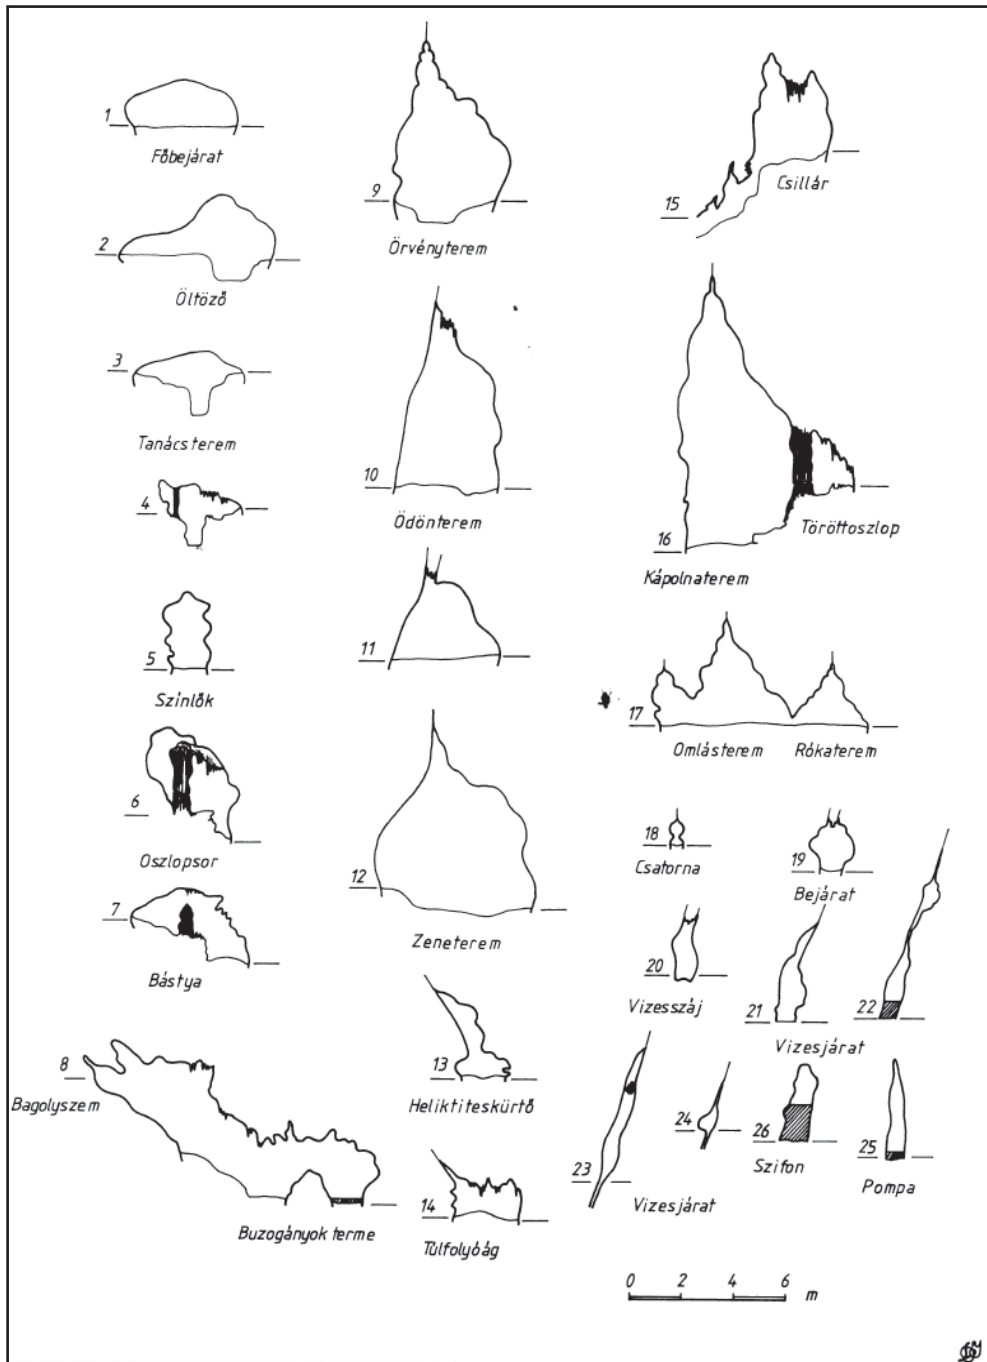 1
Főbejárat
2
Öltöző
3
Tanácsterem
4
5
Színlők
6
Oszlopsor
7
Bástya
8
Bagolyszem
Buzogányok terme
9
Örvényterem
10
Ödönterem
11
12
Zeneterem
13
Heliktiteskürtő
14
Túlfolyóág
15
Csillár
16
Kápolnaterem
Töröttoszlop
17
Omlásterem Rókaterem
18
Csatorna
19
Bejárat
20
Vizesszáj
21
22
Vizesjárat
23
24
Vizesjárat
26
Szifon
25
Pompa
0 2 4 6
m